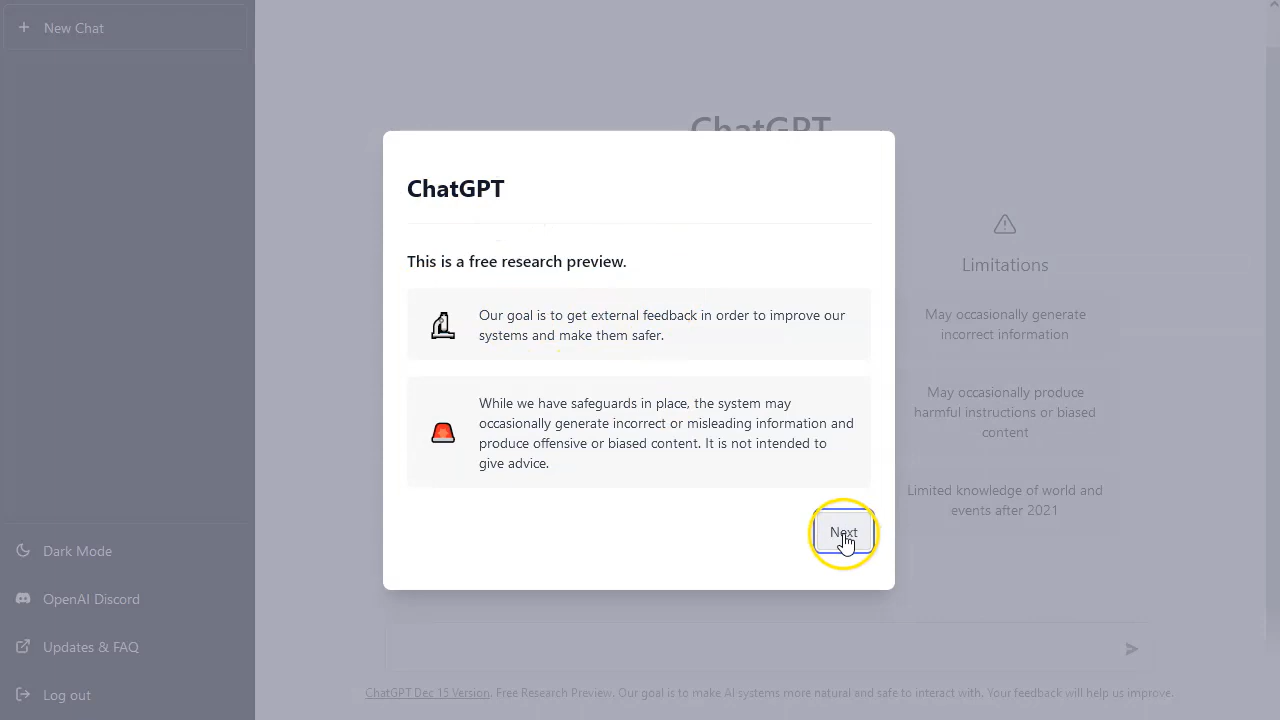 New Chat
ChatGPT
ChatGPT
This is a free research preview.
Our goal is to get external feedback in order to improve our
systems and make them safer.
While we have safeguards in place, the system may
occasionally generate incorrect or misleading information and
produce offensive or biased content. It is not intended to
give advice.
Next
Limitations
May occasionally generate
incorrect information
May occasionally produce
harmful instructions or biased
content
Limited knowledge of world and
events after 2021
Dark Mode
OpenAI Discord
Updates & FAQ
Log out
ChatGPT Dec 15 Version. Free Research Preview. Our goal is to make AI systems more natural and safe to interact with. Your feedback will help us improve.